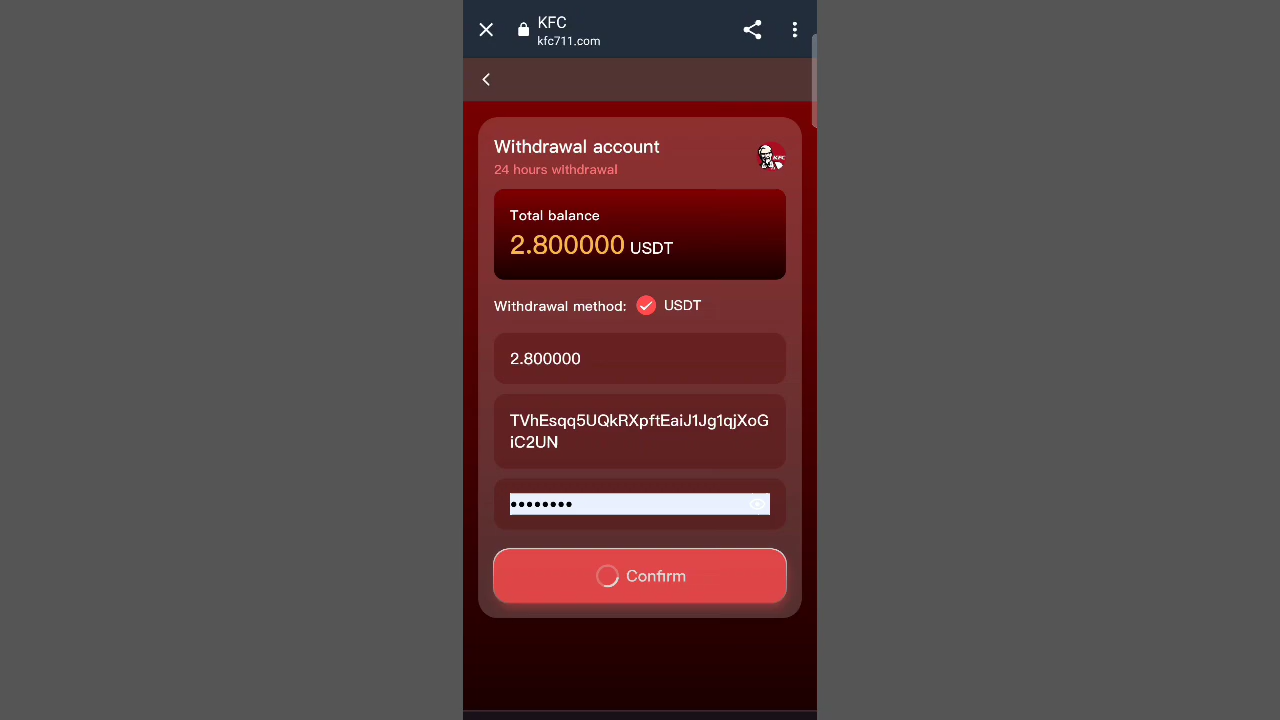 KFC
kfc711.com
Withdrawal account
24 hours withdrawal
KFC
Total balance
2.800000 USDT
Withdrawal method: USDT
2.800000
TVhEsqq5UQkRXpftEaiJ1Jg1qjXoG
iC2UN
••••••••
Confirm